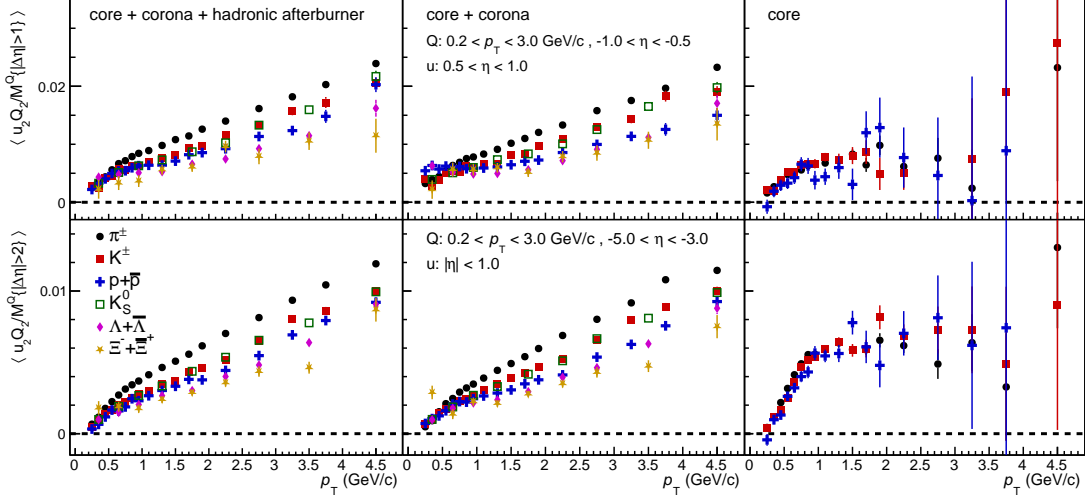 core + corona + hadronic afterburner
core + corona
core
⟨ u₂Q₂/M^Q{|Δη|>1} ⟩
Q: 0.2 < p_T < 3.0 GeV/c , -1.0 < η < -0.5
u: 0.5 < η < 1.0
0.02
0
⟨ u₂Q₂/M^Q{|Δη|>2} ⟩
π±
K±
p+p̅
K⁰_S
Λ+Λ̅
Ξ⁻+Ξ̅⁺
Q: 0.2 < p_T < 3.0 GeV/c , -5.0 < η < -3.0
u: |η| < 1.0
0.01
0
0 0.5 1 1.5 2 2.5 3 3.5 4 4.5
0 0.5 1 1.5 2 2.5 3 3.5 4 4.5
0 0.5 1 1.5 2 2.5 3 3.5 4 4.5
p_T (GeV/c)
p_T (GeV/c)
p_T (GeV/c)